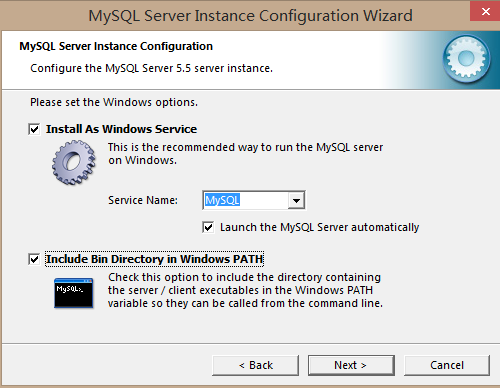 MySQL Server Instance Configuration Wizard
MySQL Server Instance Configuration
Configure the MySQL Server 5.5 server instance.
Please set the Windows options.
Install As Windows Service
This is the recommended way to run the MySQL server
on Windows.
Service Name:
MySQL
Launch the MySQL Server automatically
Include Bin Directory in Windows PATH
MySQL>_
Check this option to include the directory containing
the server / client executables in the Windows PATH
variable so they can be called from the command line.
< Back
Next >
Cancel